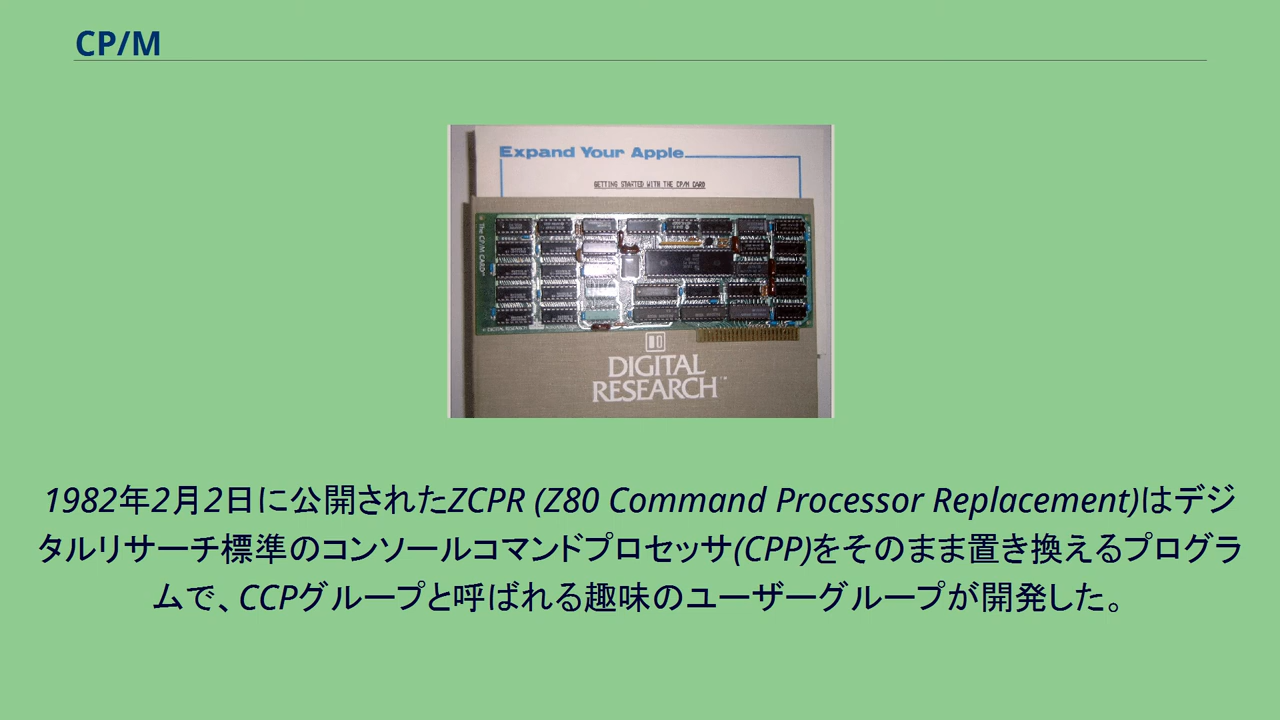 CP/M
Expand Your Apple
GETTING STARTED WITH THE CP/M CARD
The CP/M CARD
DIGITAL RESEARCH
DIGITAL
RESEARCH™
1982年2月2日に公開されたZCPR (Z80 Command Processor Replacement)はデジ
タルリサーチ標準のコンソールコマンドプロセッサ(CPP)をそのまま置き換えるプログラ
ムで、CCPグループと呼ばれる趣味のユーザーグループが開発した。